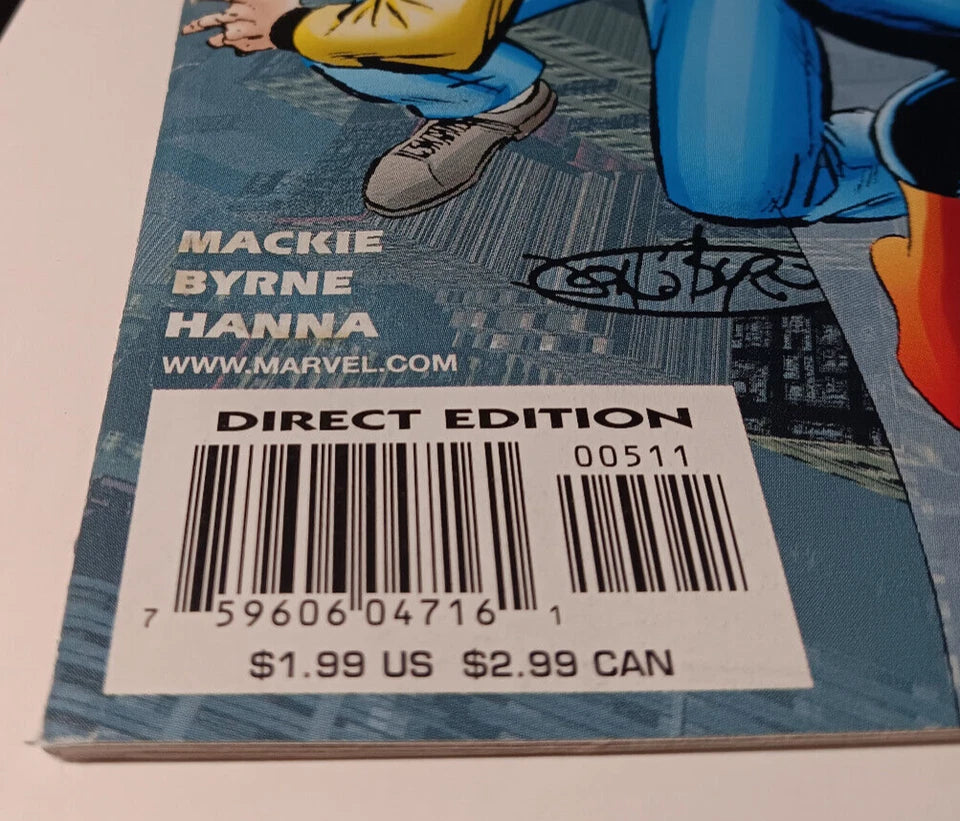 MACKIE
BYRNE
HANNA
WWW.MARVEL.COM
DIRECT EDITION
00511
7 59606 04716 1
$1.99 US $2.99 CAN